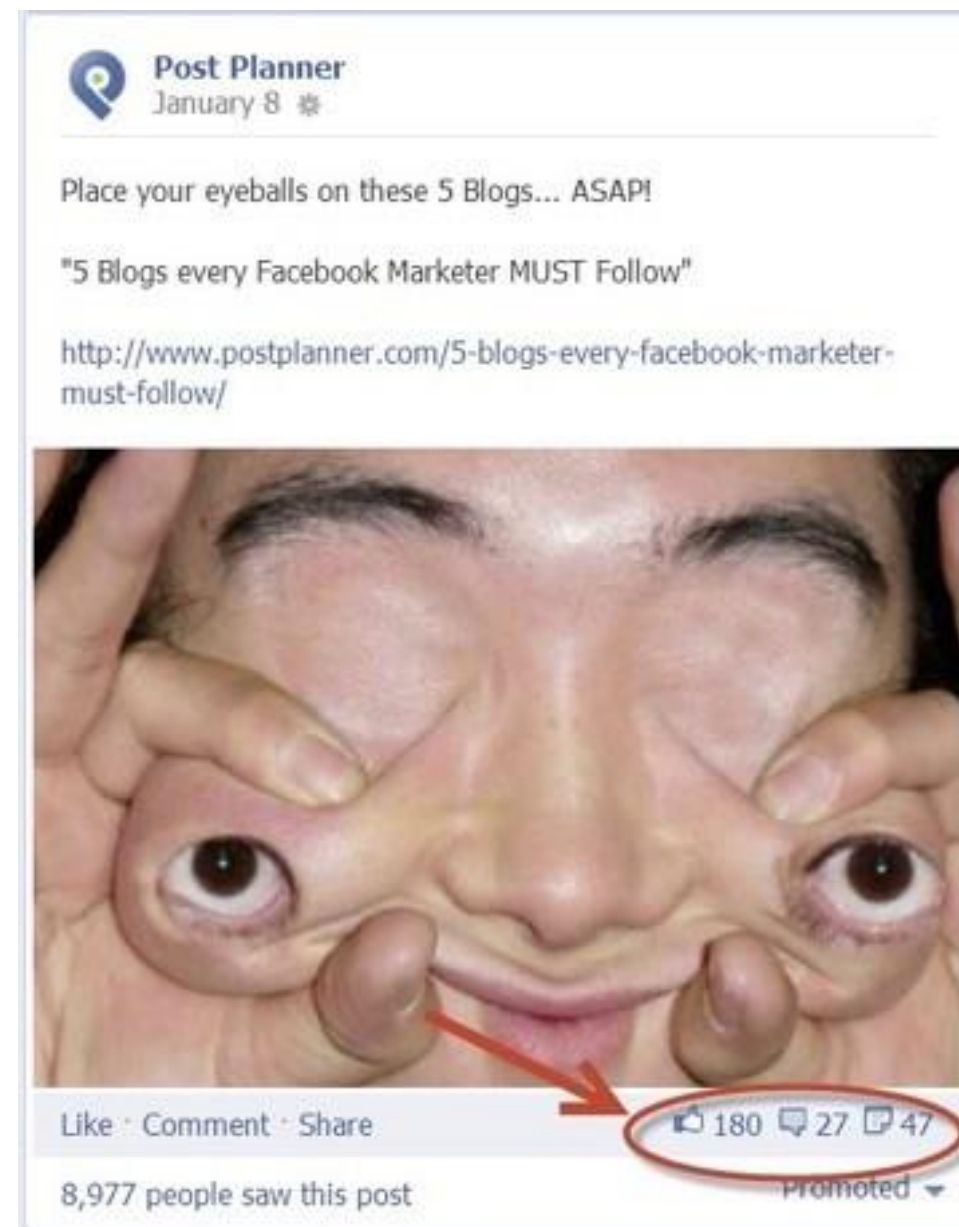 Post Planner
January 8
Place your eyeballs on these 5 Blogs... ASAP!
"5 Blogs every Facebook Marketer MUST Follow"
http://www.postplanner.com/5-blogs-every-facebook-marketer-
must-follow/
Like · Comment · Share 180 27 47
8,977 people saw this post Promoted